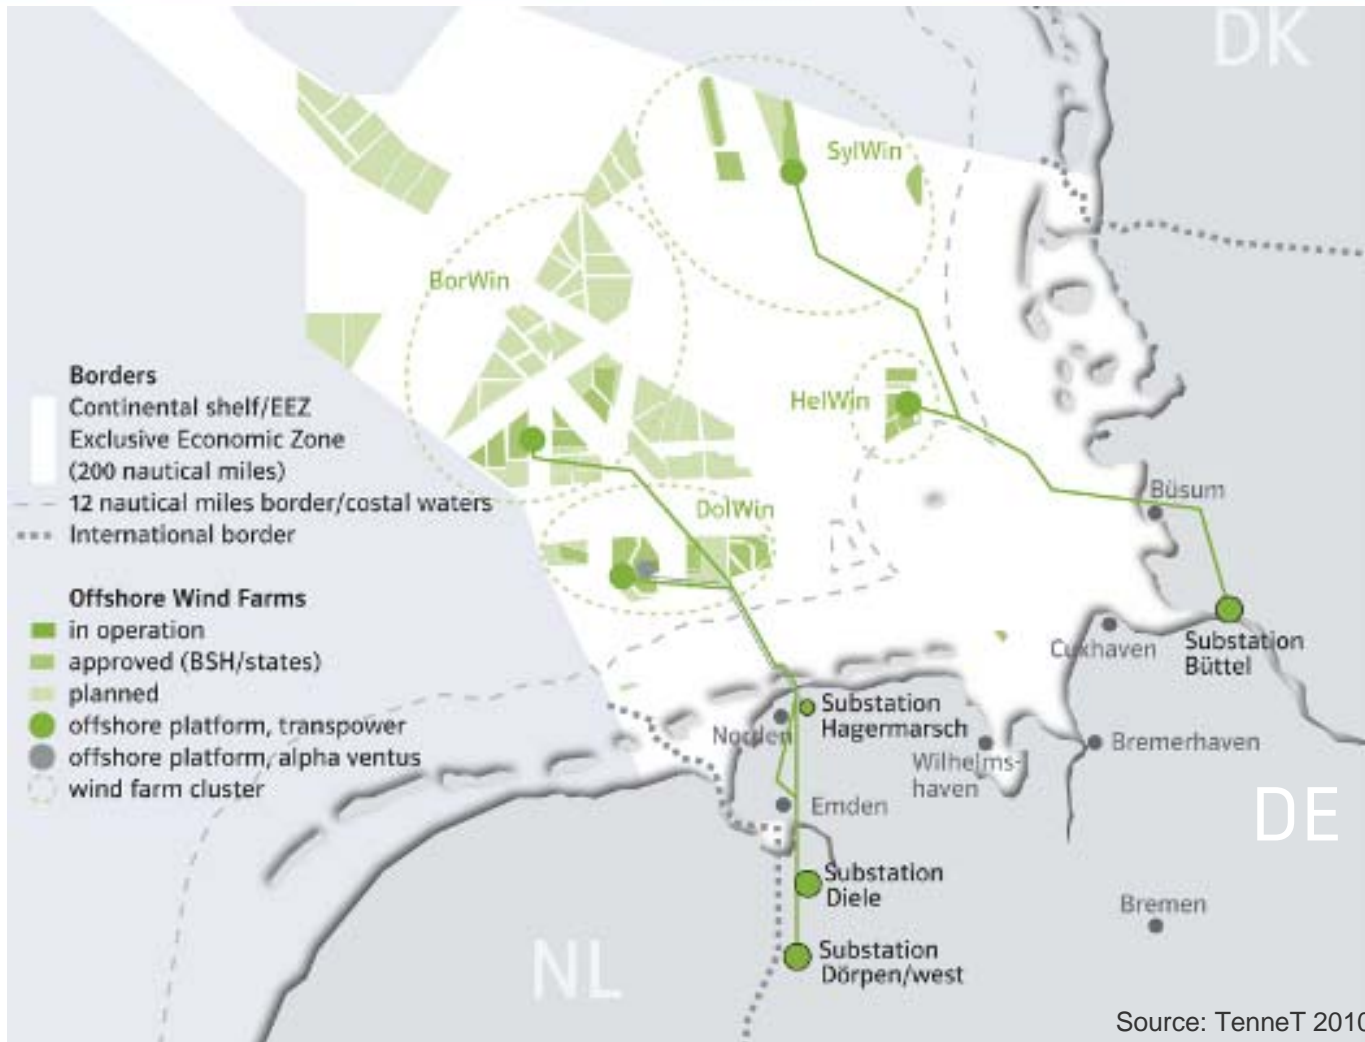 DK
SylWin
BorWin
HelWin
DolWin
Borders
Continental shelf/EEZ
Exclusive Economic Zone
(200 nautical miles)
12 nautical miles border/costal waters
International border
Offshore Wind Farms
in operation
approved (BSH/states)
planned
offshore platform, transpower
offshore platform, alpha ventus
wind farm cluster
Büsum
Cuxhaven
Substation
Büttel
Substation
Hagermarsch
Norden
Wilhelms-
haven
Bremerhaven
Emden
DE
Substation
Diele
Bremen
Substation
Dörpen/west
NL
Source: TenneT 2010